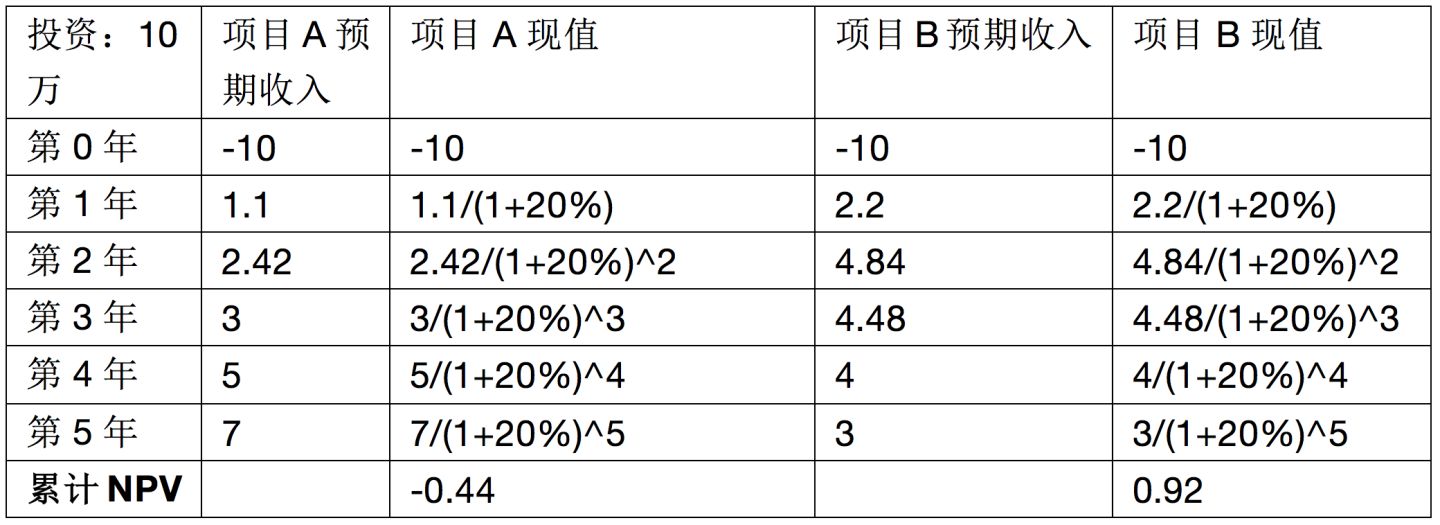 投资：10 项目 A 预 项目 A 现值 项目 B 预期收入 项目 B 现值
万 期收入
第 0 年 -10 -10 -10 -10
第 1 年 1.1 1.1/(1+20%) 2.2 2.2/(1+20%)
第 2 年 2.42 2.42/(1+20%)^2 4.84 4.84/(1+20%)^2
第 3 年 3 3/(1+20%)^3 4.48 4.48/(1+20%)^3
第 4 年 5 5/(1+20%)^4 4 4/(1+20%)^4
第 5 年 7 7/(1+20%)^5 3 3/(1+20%)^5
累计 NPV -0.44 0.92